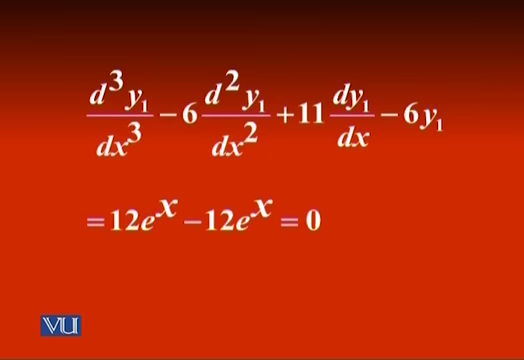 d³y₁/dx³ − 6 d²y₁/dx² + 11 dy₁/dx − 6y₁
= 12eˣ − 12eˣ = 0
VU